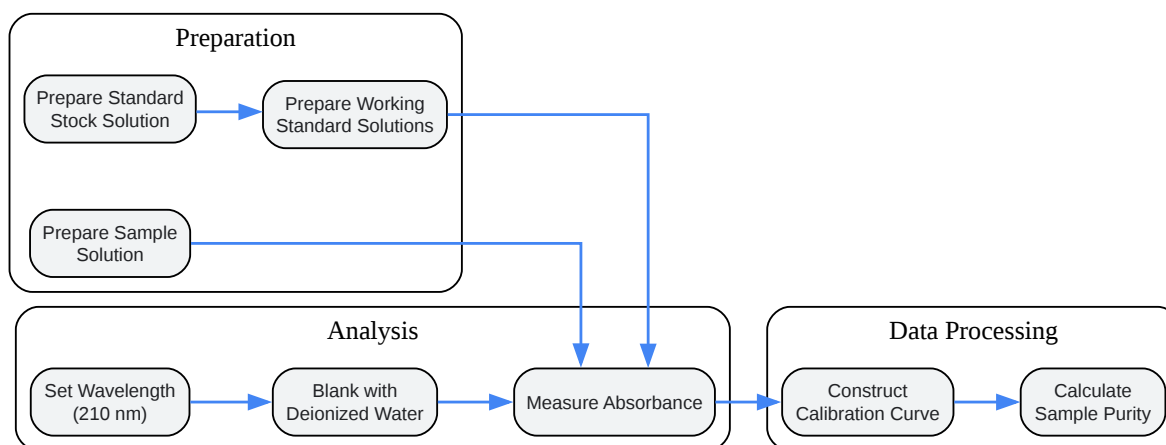 Preparation
Prepare Standard
Stock Solution
Prepare Working
Standard Solutions
Prepare Sample
Solution
Analysis
Set Wavelength
(210 nm)
Blank with
Deionized Water
Measure Absorbance
Data Processing
Construct
Calibration Curve
Calculate
Sample Purity